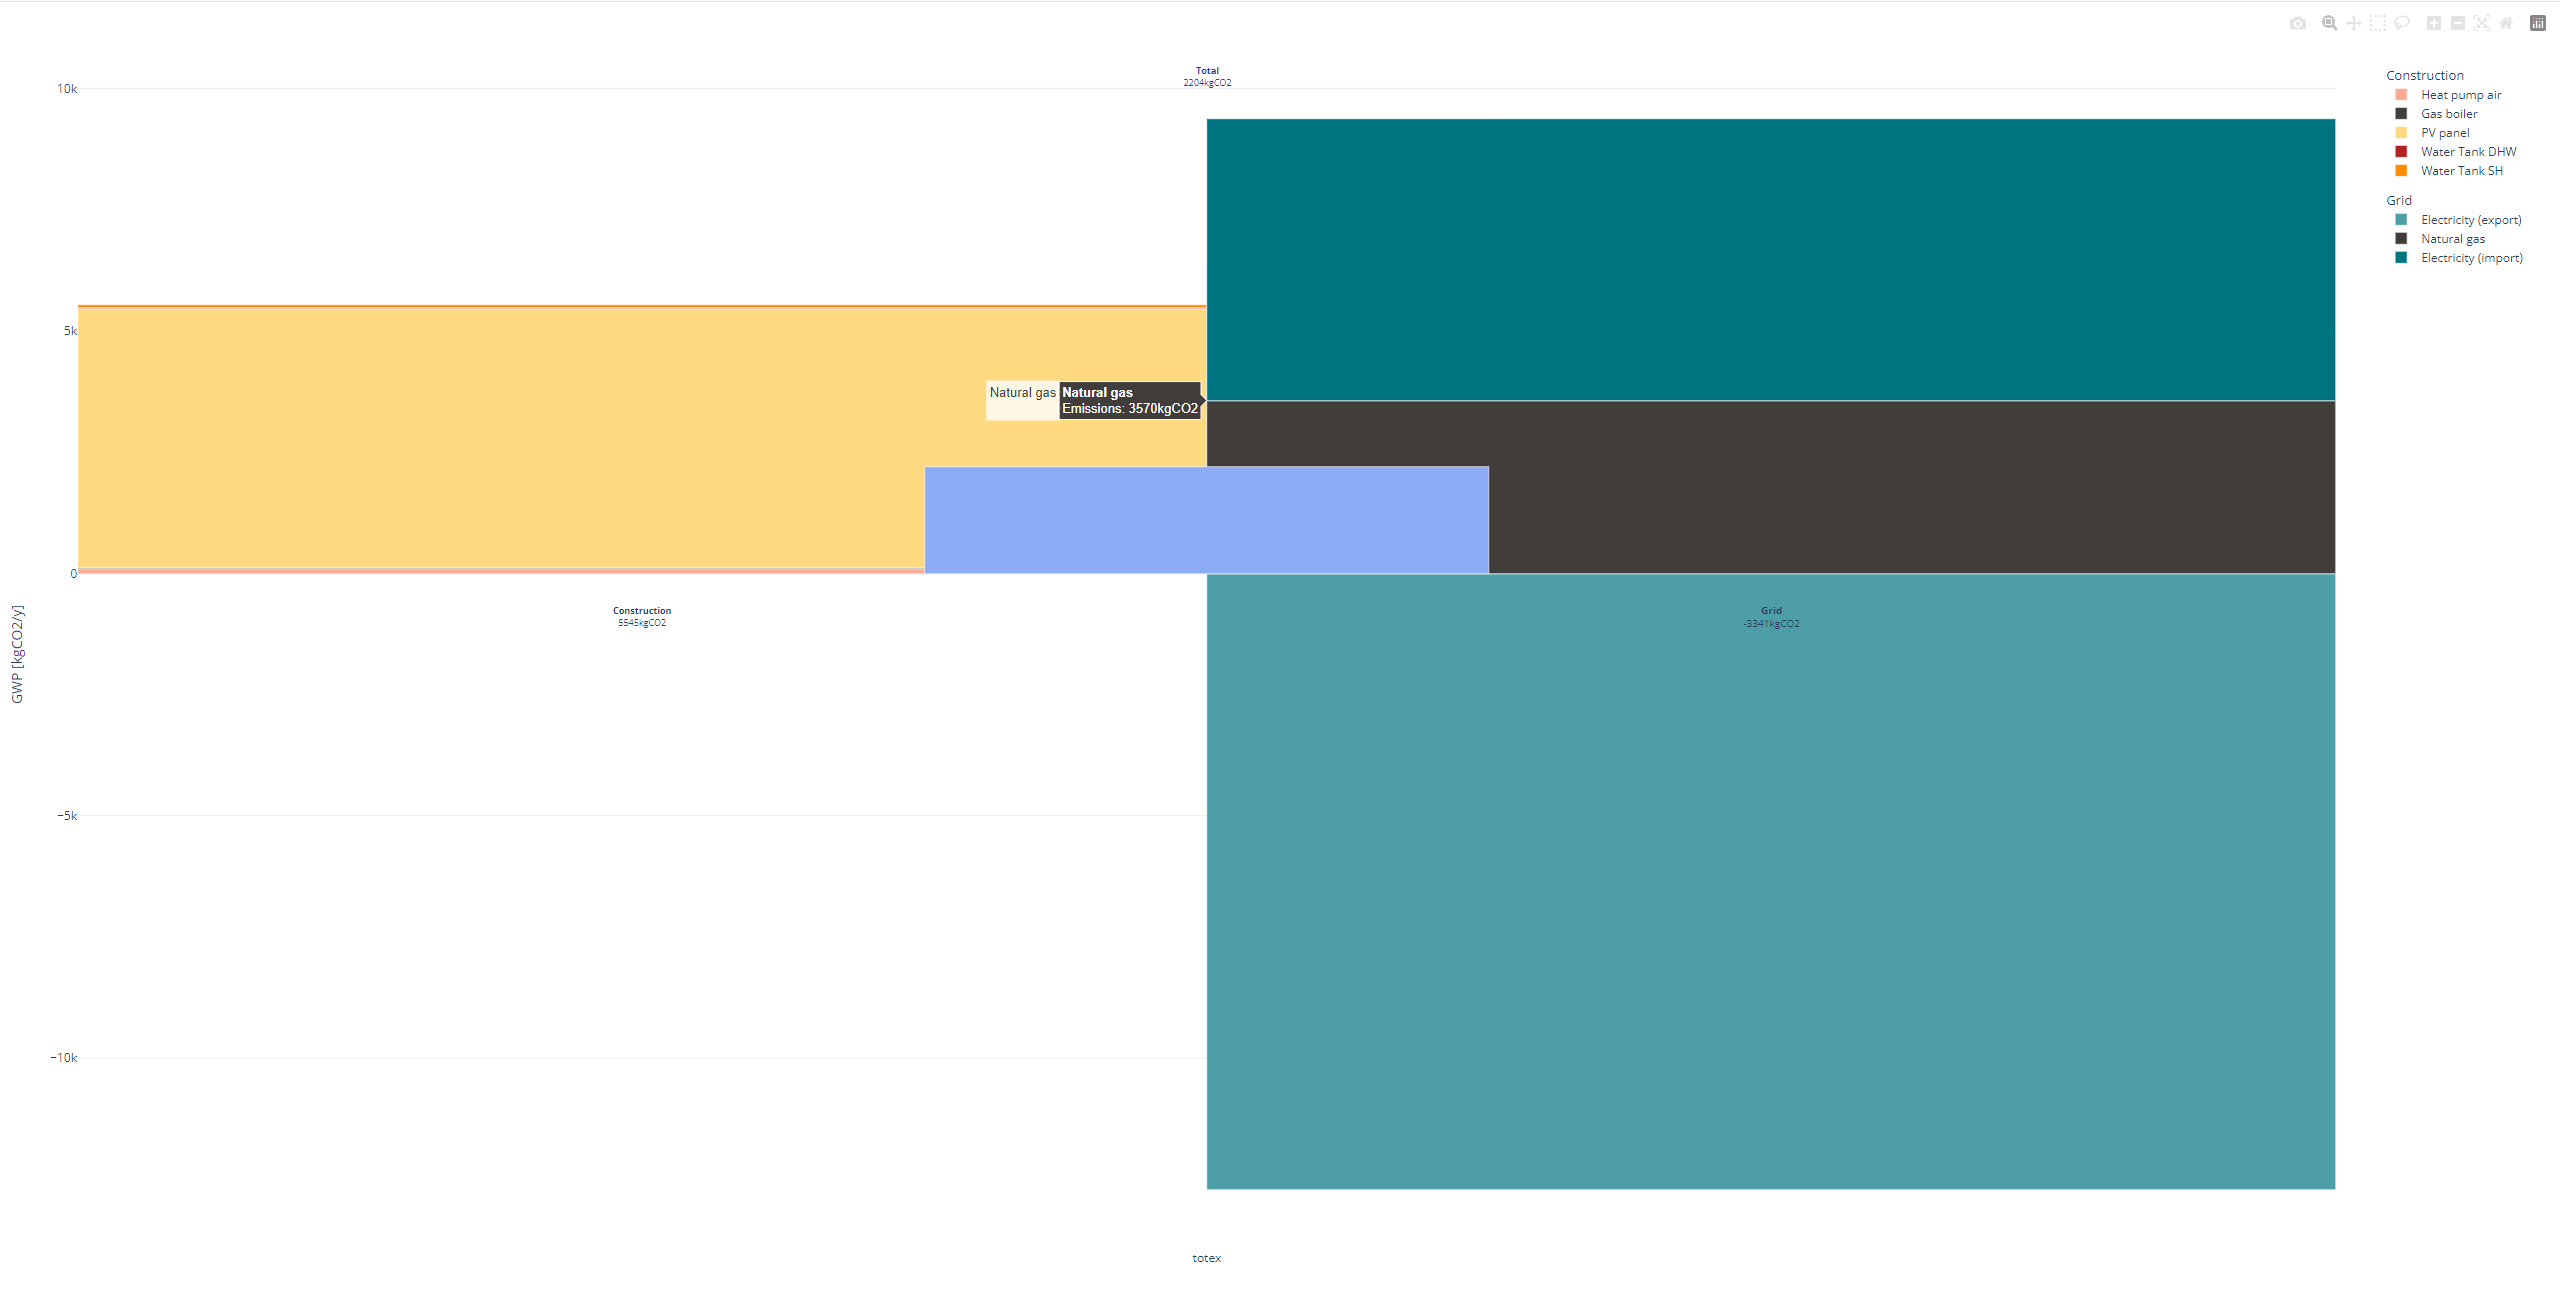 Total
2204kgCO2
10k
5k
0
−5k
−10k
GWP [kgCO2/y]
Natural gas
Natural gas
Emissions: 3570kgCO2
Construction
5545kgCO2
Grid
-3341kgCO2
totex
Construction
Heat pump air
Gas boiler
PV panel
Water Tank DHW
Water Tank SH
Grid
Electricity (export)
Natural gas
Electricity (import)